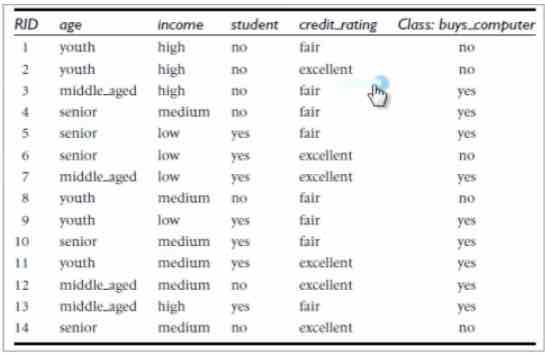 RID age income student credit_rating Class: buys_computer
1 youth high no fair no
2 youth high no excellent no
3 middle_aged high no fair yes
4 senior medium no fair yes
5 senior low yes fair yes
6 senior low yes excellent no
7 middle_aged low yes excellent yes
8 youth medium no fair no
9 youth low yes fair yes
10 senior medium yes fair yes
11 youth medium yes excellent yes
12 middle_aged medium no excellent yes
13 middle_aged high yes fair yes
14 senior medium no excellent no